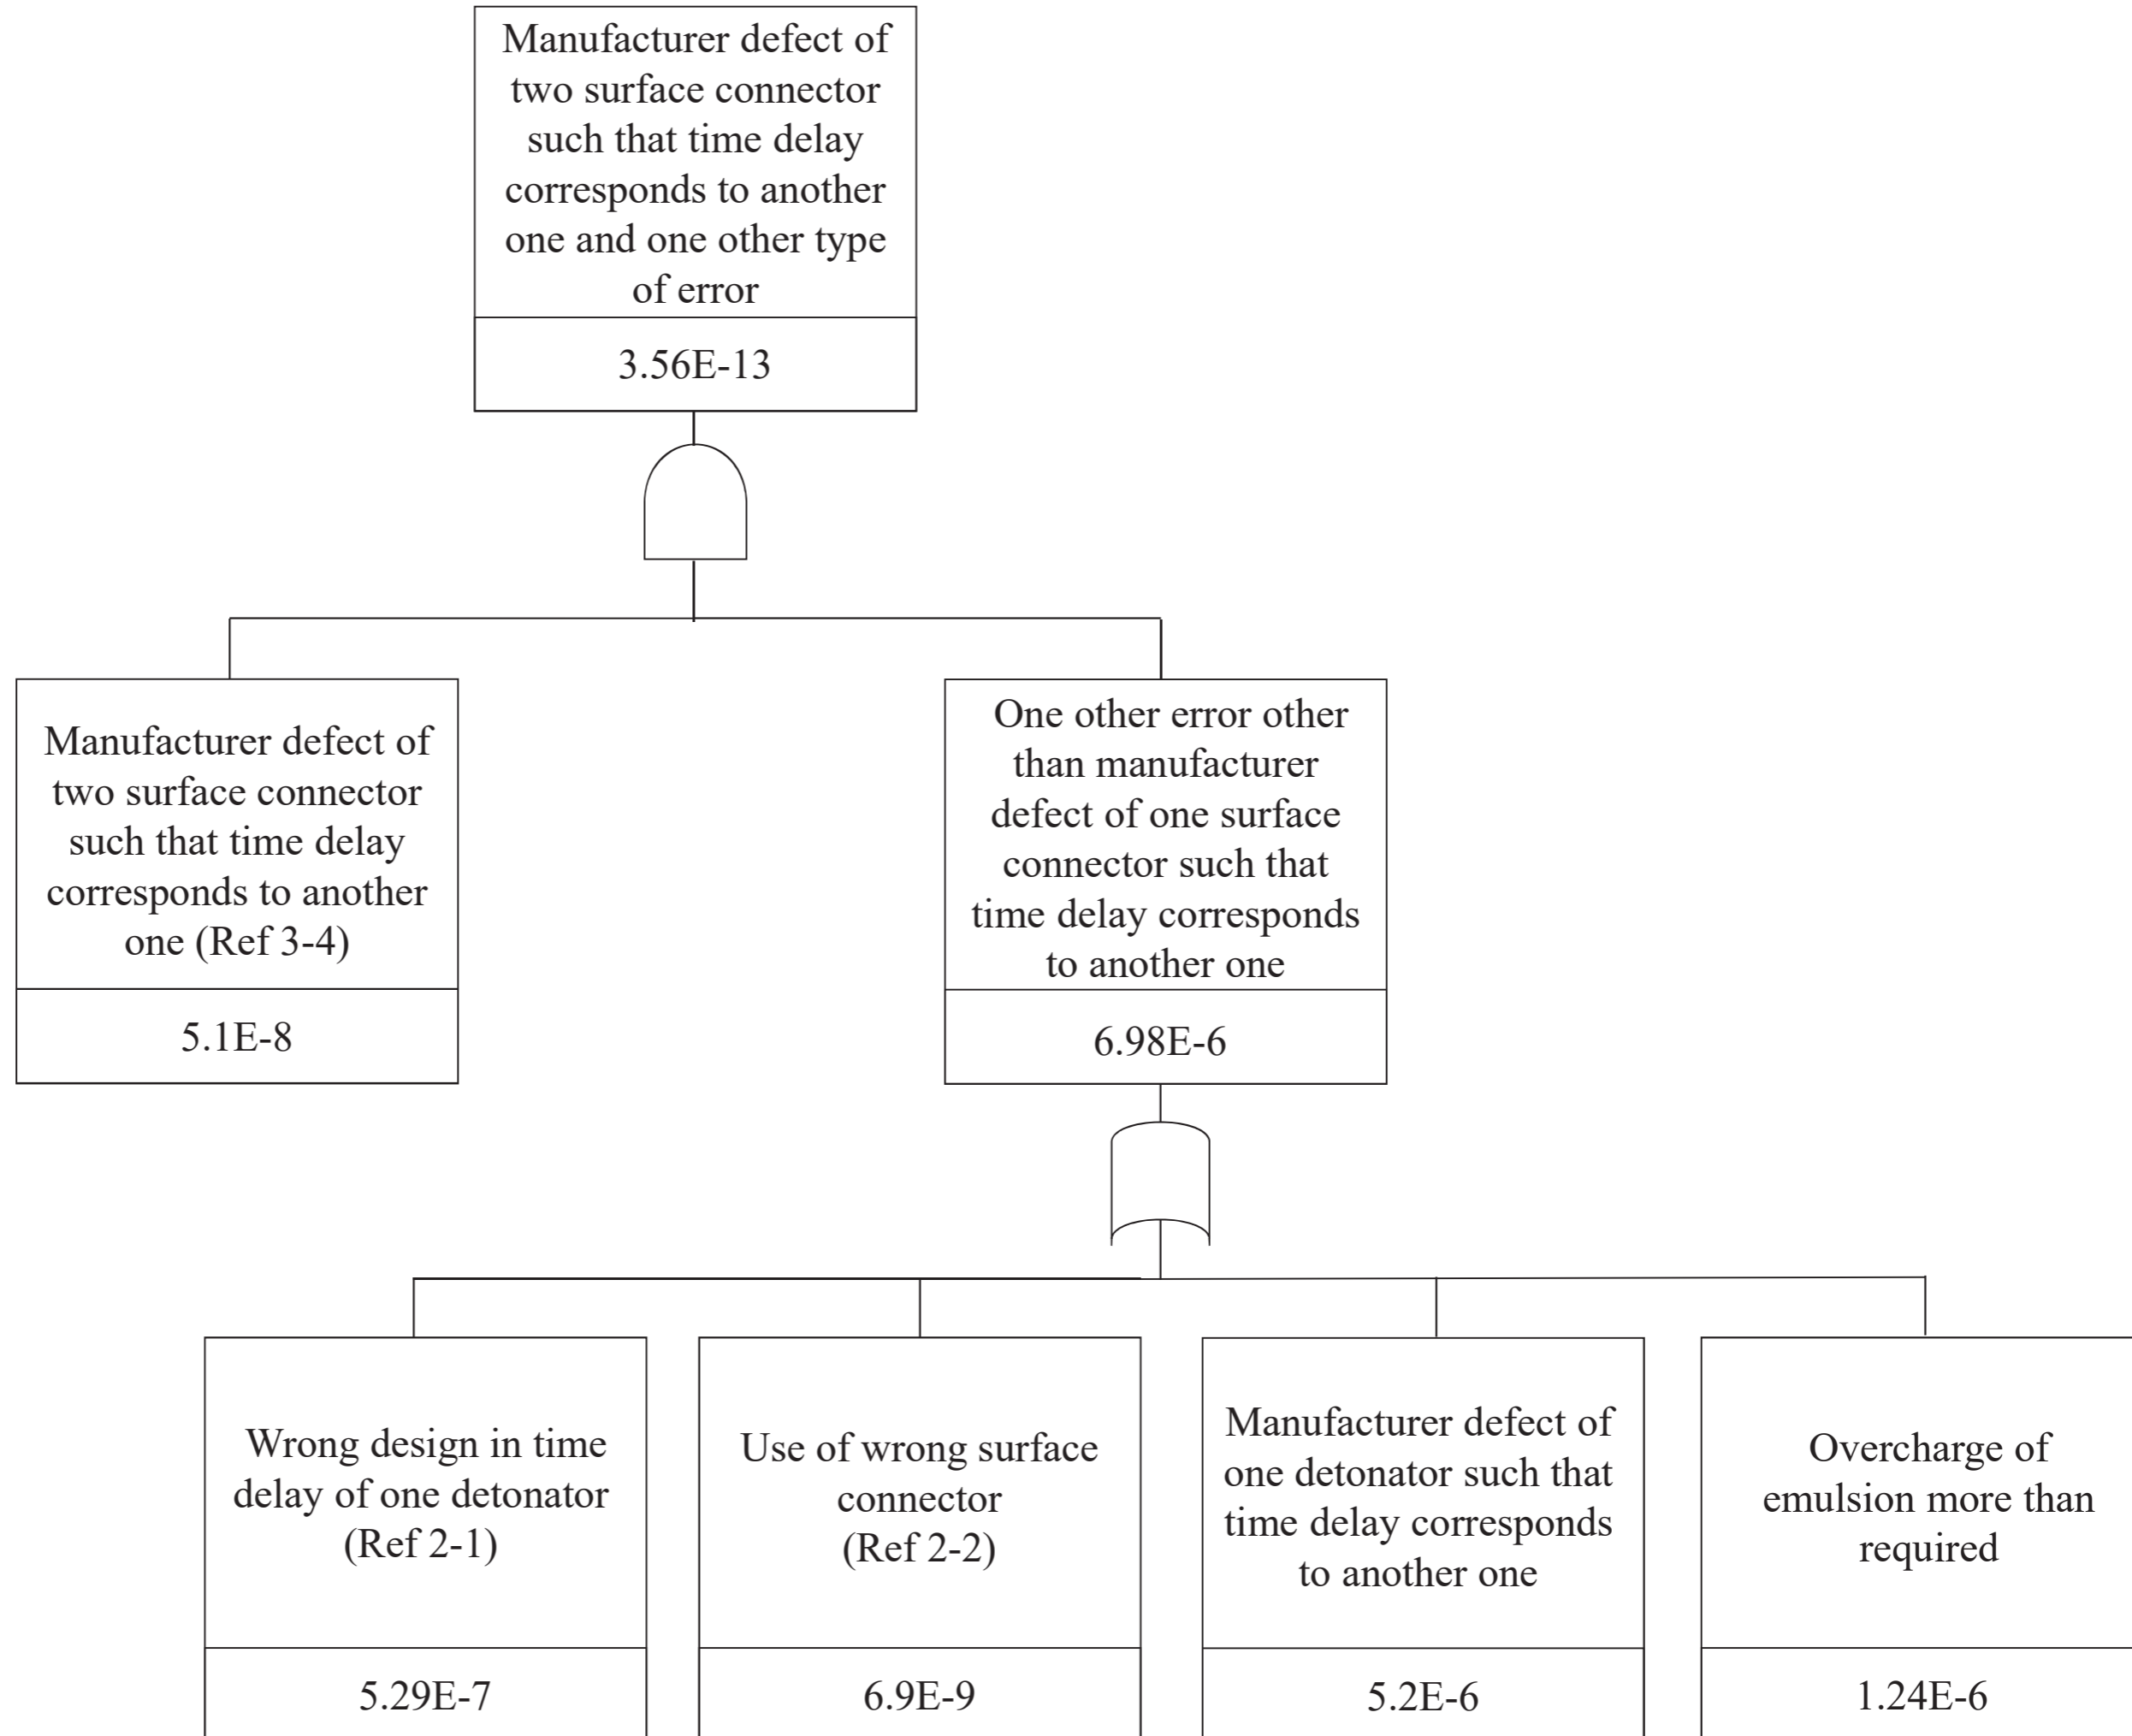 Manufacturer defect of
two surface connector
such that time delay
corresponds to another
one and one other type
of error
3.56E-13
Manufacturer defect of
two surface connector
such that time delay
corresponds to another
one (Ref 3-4)
5.1E-8
One other error other
than manufacturer
defect of one surface
connector such that
time delay corresponds
to another one
6.98E-6
Wrong design in time
delay of one detonator
(Ref 2-1)
5.29E-7
Use of wrong surface
connector
(Ref 2-2)
6.9E-9
Manufacturer defect of
one detonator such that
time delay corresponds
to another one
5.2E-6
Overcharge of
emulsion more than
required
1.24E-6